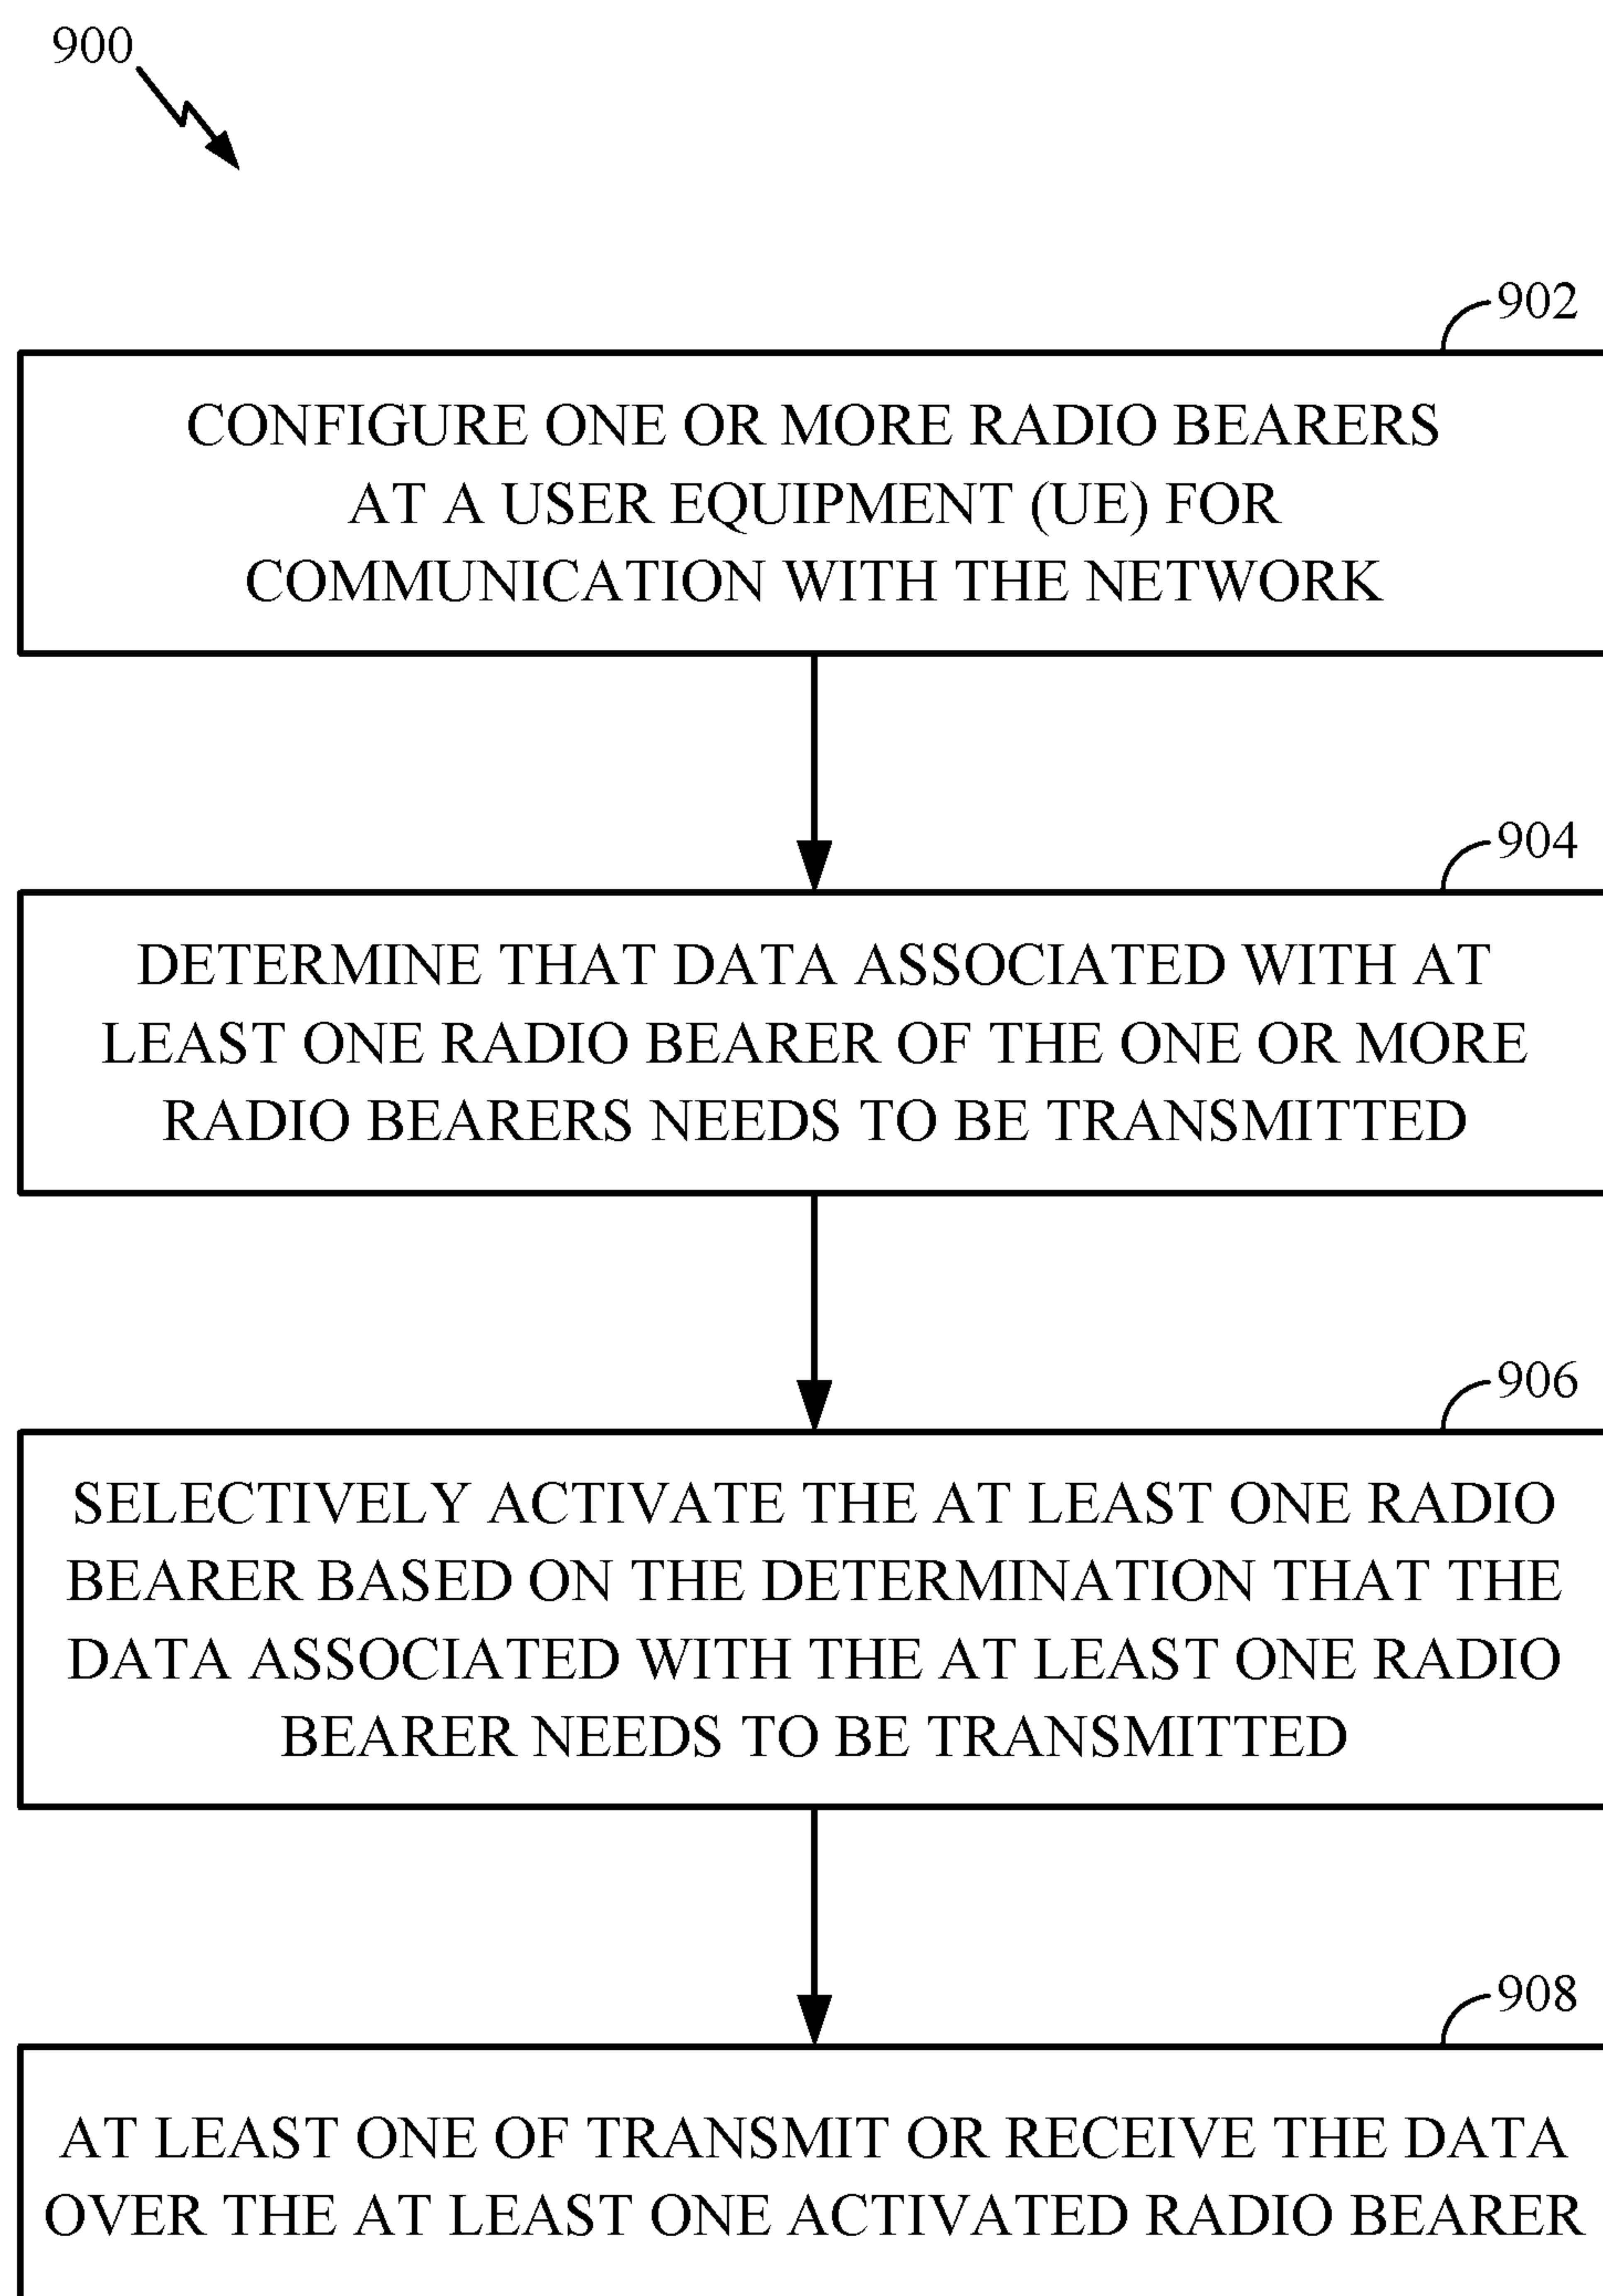 900
902
CONFIGURE ONE OR MORE RADIO BEARERS
AT A USER EQUIPMENT (UE) FOR
COMMUNICATION WITH THE NETWORK
904
DETERMINE THAT DATA ASSOCIATED WITH AT
LEAST ONE RADIO BEARER OF THE ONE OR MORE
RADIO BEARERS NEEDS TO BE TRANSMITTED
906
SELECTIVELY ACTIVATE THE AT LEAST ONE RADIO
BEARER BASED ON THE DETERMINATION THAT THE
DATA ASSOCIATED WITH THE AT LEAST ONE RADIO
BEARER NEEDS TO BE TRANSMITTED
908
AT LEAST ONE OF TRANSMIT OR RECEIVE THE DATA
OVER THE AT LEAST ONE ACTIVATED RADIO BEARER